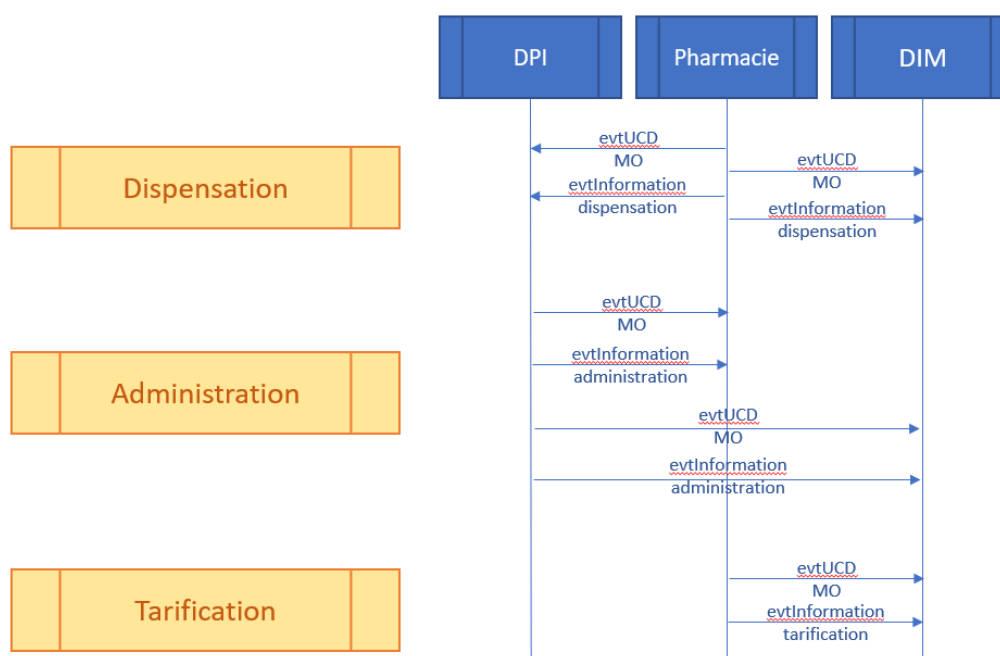 DPI
Pharmacie
DIM
Dispensation
evtUCD
MO
evtUCD
MO
evtInformation
dispensation
evtInformation
dispensation
Administration
evtUCD
MO
evtInformation
administration
evtUCD
MO
evtInformation
administration
Tarification
evtUCD
MO
evtInformation
tarification